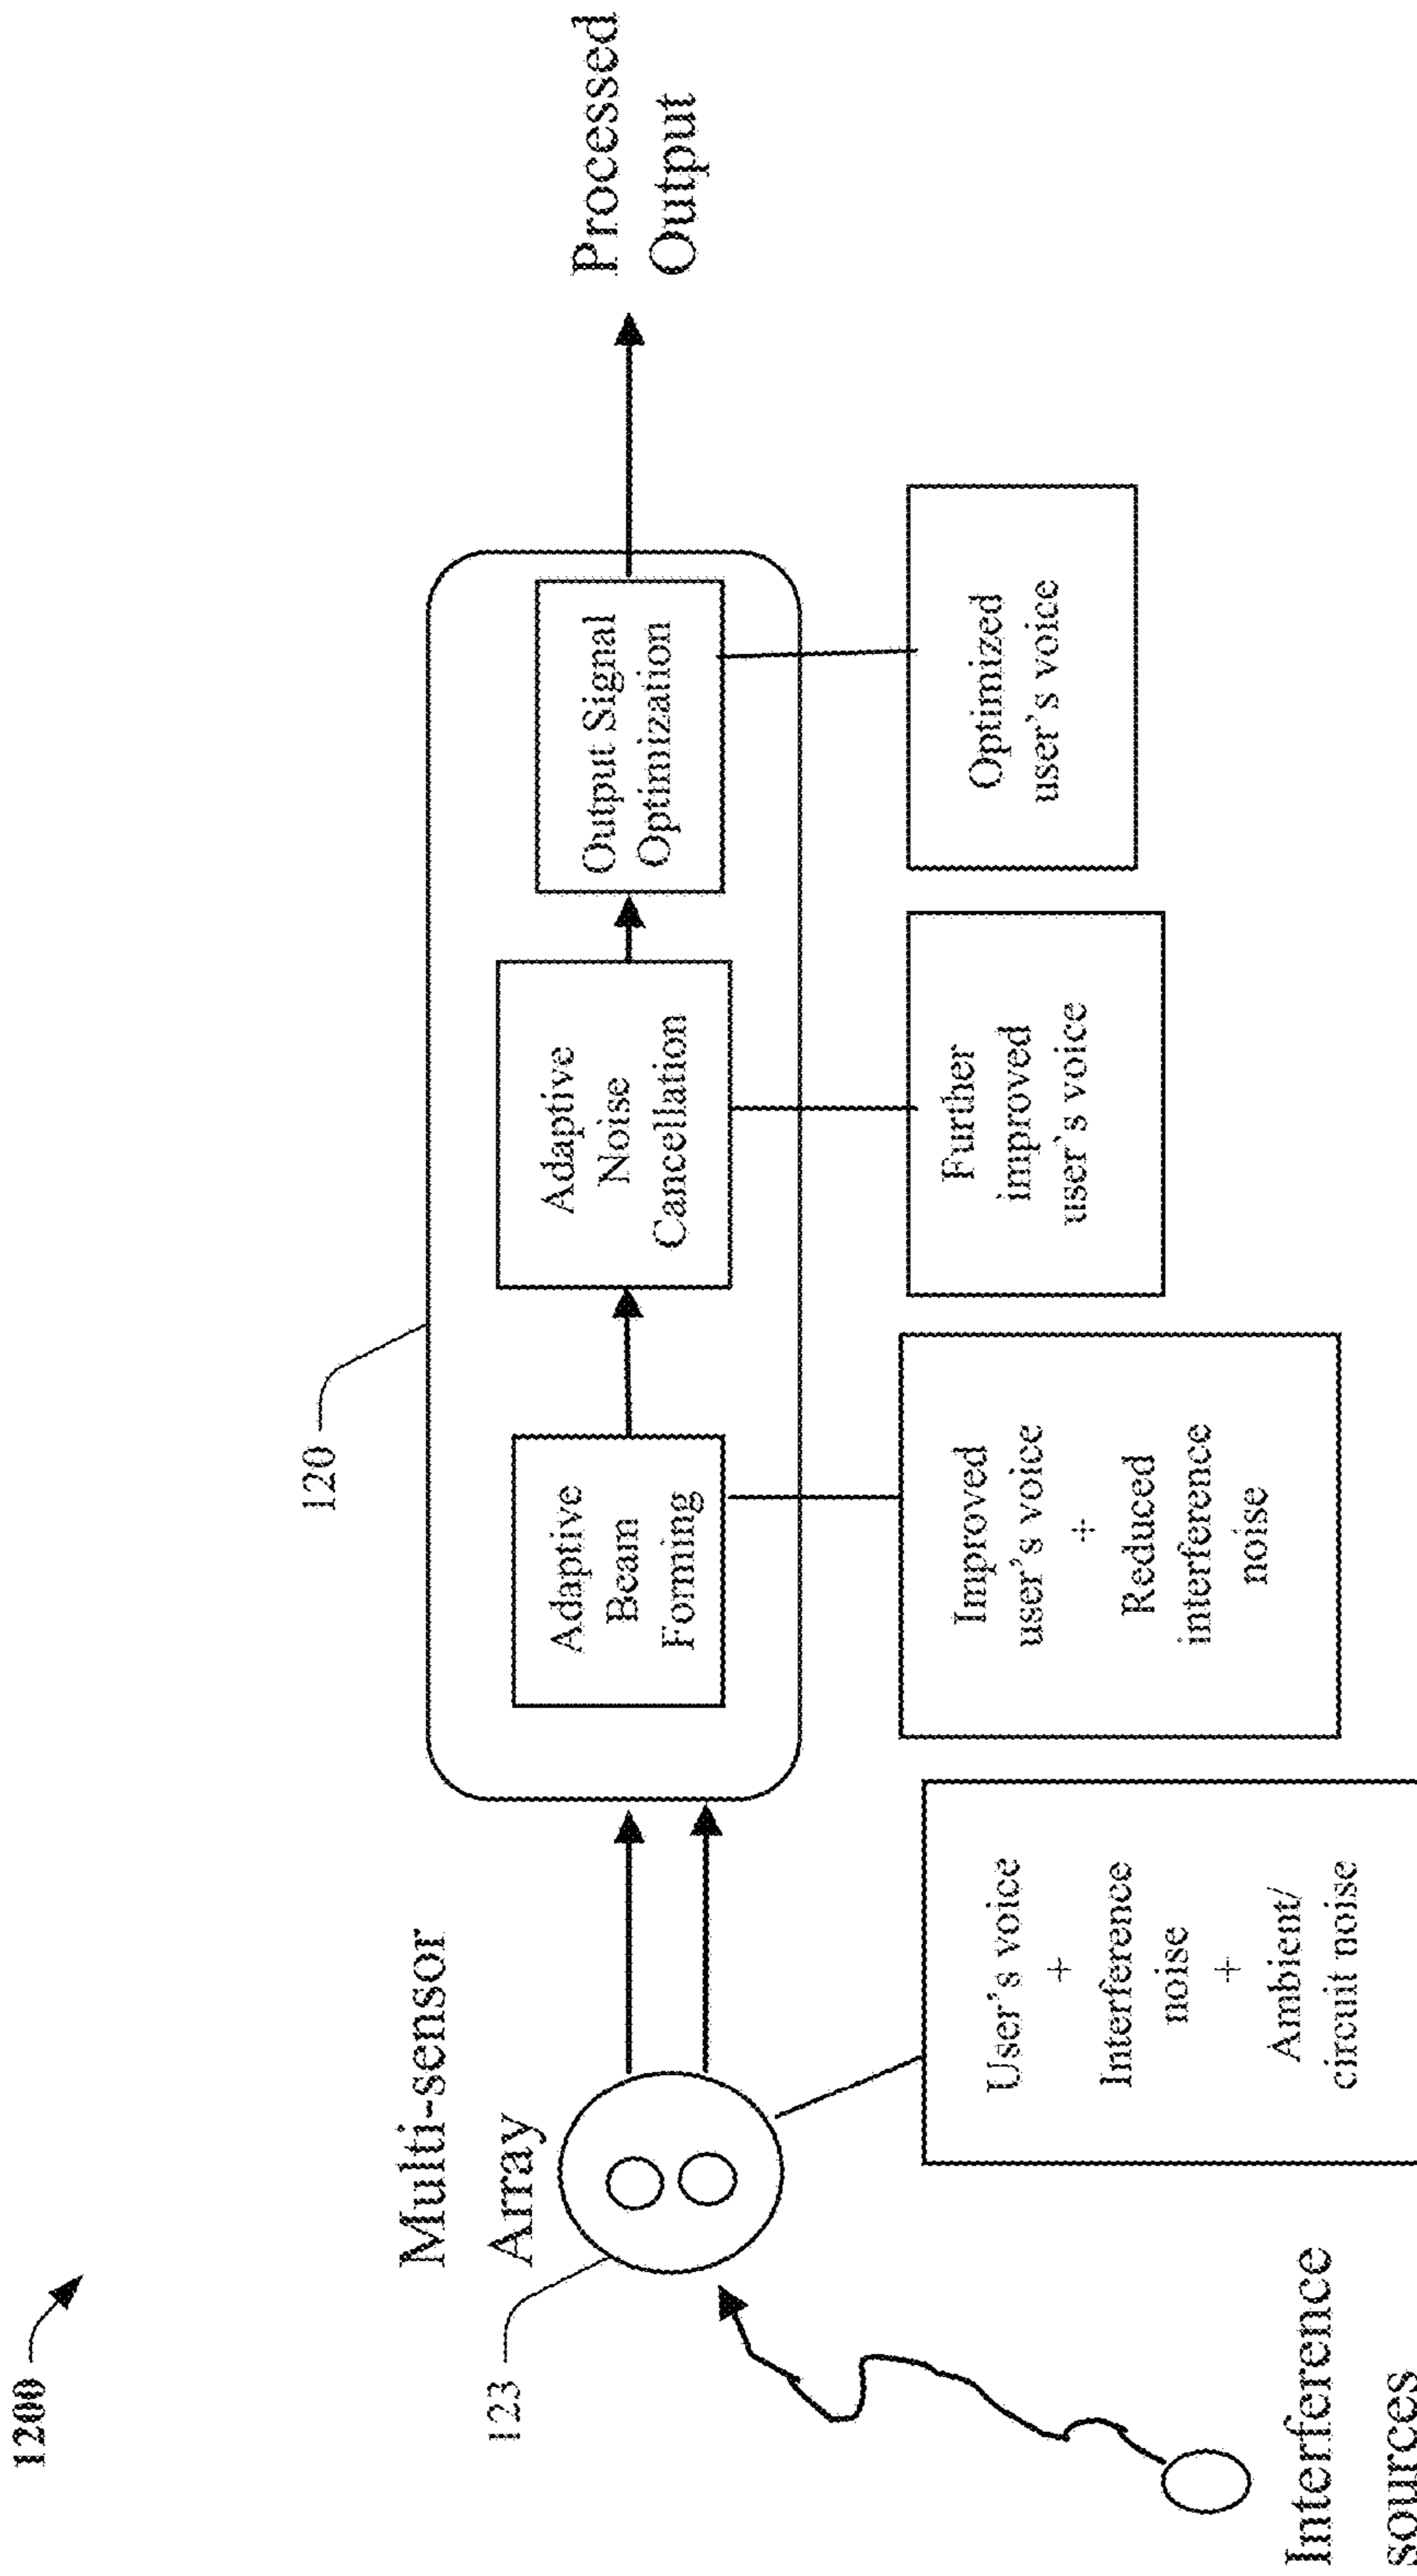 1200
Multi-sensor
Array
123
120
Adaptive
Beam
Forming
Adaptive
Noise
Cancellation
Output Signal
Optimization
Processed
Output
Interference
sources
User's voice
+
Interference
noise
+
Ambient/
circuit noise
Improved
user's voice
+
Reduced
interference
noise
Further
improved
user's voice
Optimized
user's voice